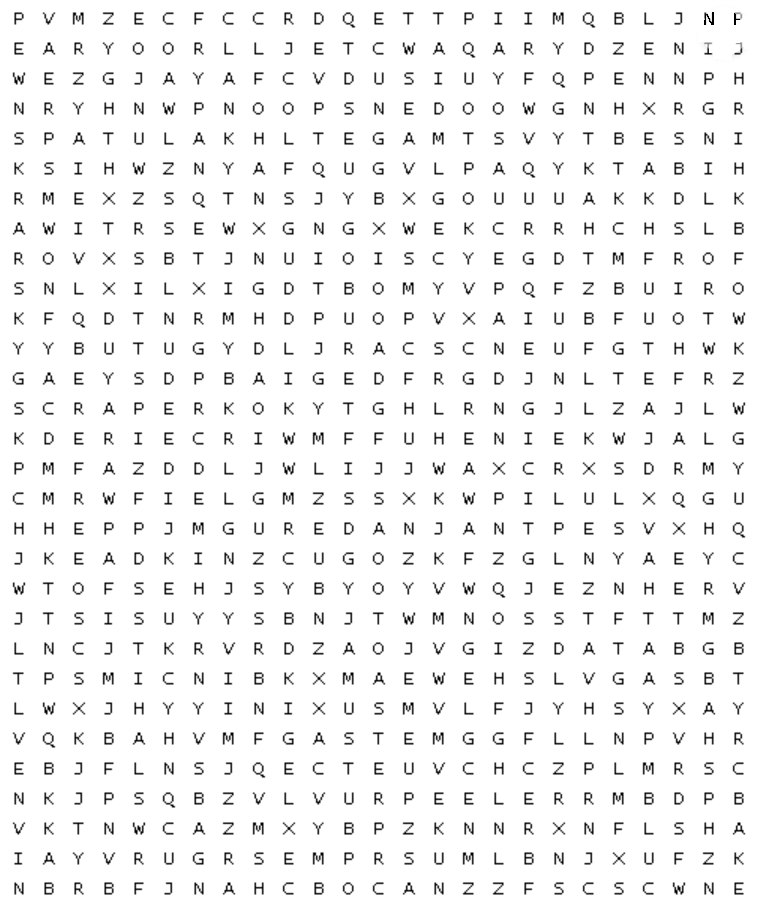 P V M Z E C F C C R D Q E T T P I I M Q B L J N P
E A R Y O O R L L J E T C W A Q A R Y D Z E N I J
W E Z G J A Y A F C V D U S I U Y F Q P E N N P H
N R Y H N W P N O O P S N E D O O W G N H X R G R
S P A T U L A K H L T E G A M T S V Y T B E S N I
K S I H W Z N Y A F Q U G V L P A Q Y K T A B I H
R M E X Z S Q T N S J Y B X G O U U U A K K D L K
A W I T R S E W X G N G X W E K C R R H C H S L B
R O V X S B T J N U I O I S C Y E G D T M F R O F
S N L X I L X I G D T B O M Y V P Q F Z B U I R O
K F Q D T N R M H D P U O P V X A I U B F U O T W
Y Y B U T U G Y D L J R A C S C N E U F G T H W K
G A E Y S D P B A I G E D F R G D J N L T E F R Z
S C R A P E R K O K Y T G H L R N G J L Z A J L W
K D E R I E C R I W M F F U H E N I E K W J A L G
P M F A Z D D L J W L I J J W A X C R X S D R M Y
C M R W F I E L G M Z S S X K W P I L U L X Q G U
H H E P P J M G U R E D A N J A N T P E S V X H Q
J K E A D K I N Z C U G O Z K F Z G L N Y A E Y C
W T O F S E H J S Y B Y O Y V W Q J E Z N H E R V
J T S I S U Y Y S B N J T W M N O S S T F T T M Z
L N C J T K R V R D Z A O J V G I Z D A T A B G B
T P S M I C N I B K X M A E W E H S L V G A S B T
L W X J H Y Y I N I X U S M V L F J Y H S Y X A Y
V Q K B A H V M F G A S T E M G G F L L N P V H R
E B J F L N S J Q E C T E U V C H C Z P L M R S C
N K J P S Q B Z V L V U R P E E L E R R M B D P B
V K T N W C A Z M X Y B P Z K N N R X N F L S H A
I A Y V R U G R S E M P R S U M L B N J X U F Z K
N B R B F J N A H C B O C A N Z Z F S C S C W N E